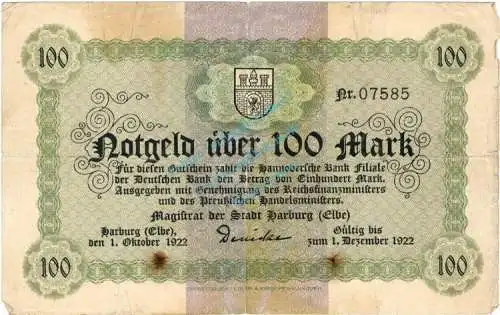 100 100
Nr. 07585
Notgeld über 100 Mark
Für diesen Gutschein zahlt die Hannoversche Bank Filiale
der Deutschen Bank den Betrag von Einhundert Mark.
Ausgegeben mit Genehmigung des Reichsfinanzministers
und des Preußischen Handelsministers.
Magistrat der Stadt Harburg (Elbe)
Harburg (Elbe), Gültig bis
den 1. Oktober 1922 Denicke zum 1. Dezember 1922
100 100